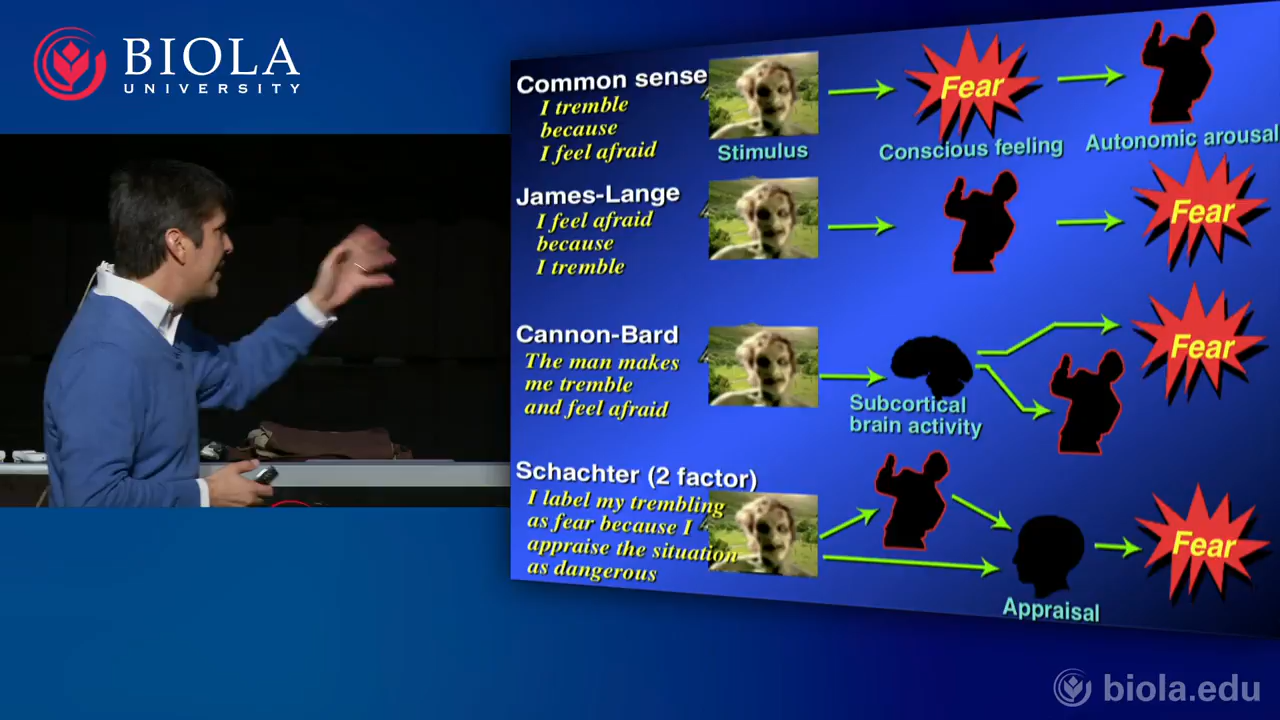 BIOLA
UNIVERSITY
Common sense
I tremble
because
I feel afraid
Stimulus
Fear
Conscious feeling
Autonomic arousal
James-Lange
I feel afraid
because
I tremble
Fear
Cannon-Bard
The man makes
me tremble
and feel afraid
Subcortical
brain activity
Fear
Schachter (2 factor)
I label my trembling
as fear because I
appraise the situation
as dangerous
Appraisal
Fear
biola.edu